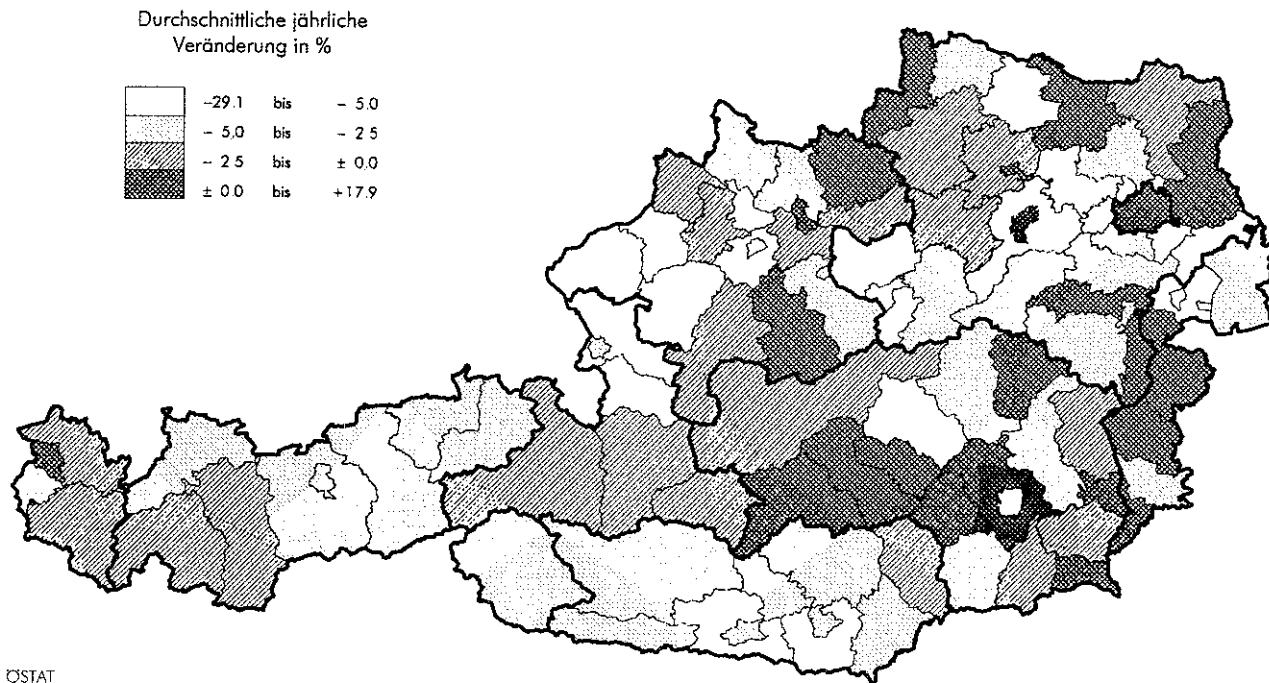 Durchschnittliche jährliche
Veränderung in %
-29.1 bis - 5.0
- 5.0 bis - 2 5
- 2 5 bis ± 0.0
± 0.0 bis +17.9
ÖSTAT